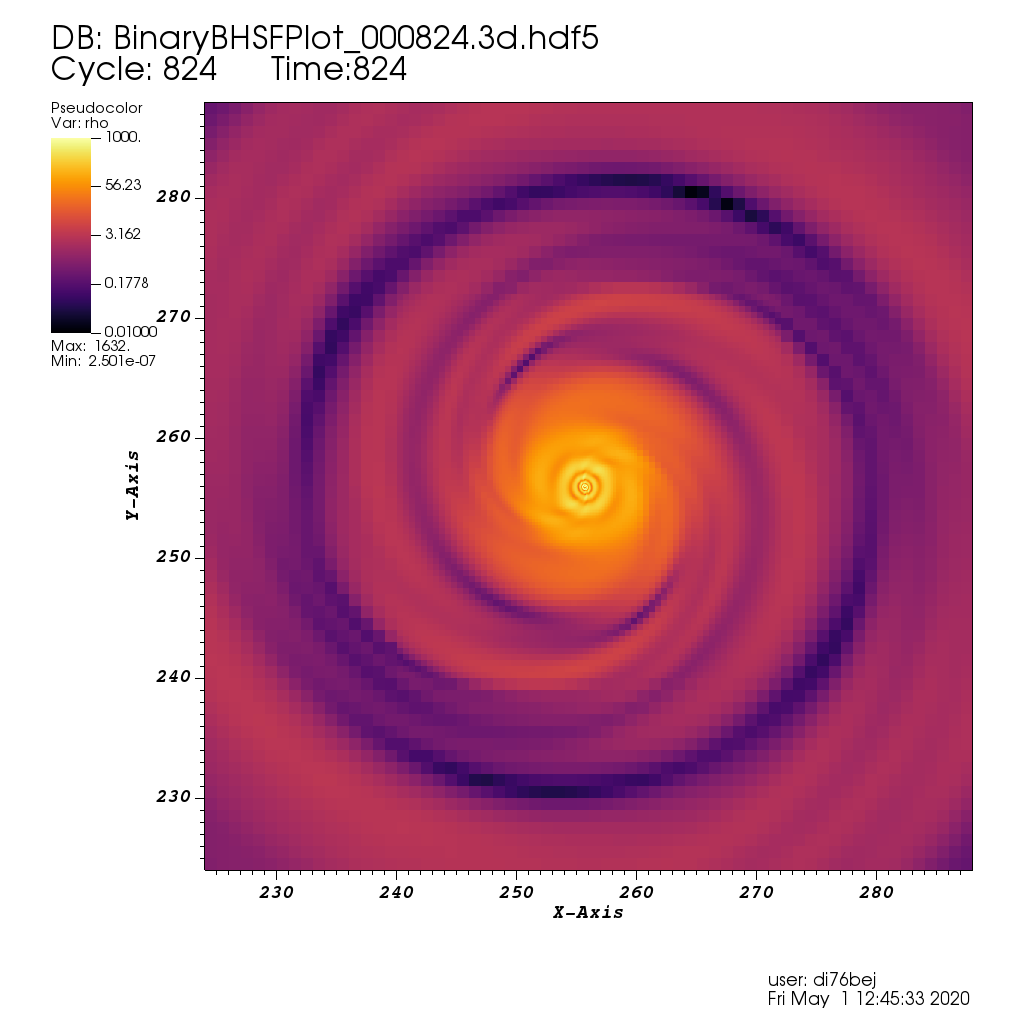 DB: BinaryBHSFPlot_000824.3d.hdf5
Cycle: 824 Time:824
Pseudocolor
Var: rho
1000.
56.23
3.162
0.1778
0.01000
Max: 1632.
Min: 2.501e-07
280
270
260
250
240
230
Y-Axis
230 240 250 260 270 280
X-Axis
user: di76bej
Fri May 1 12:45:33 2020